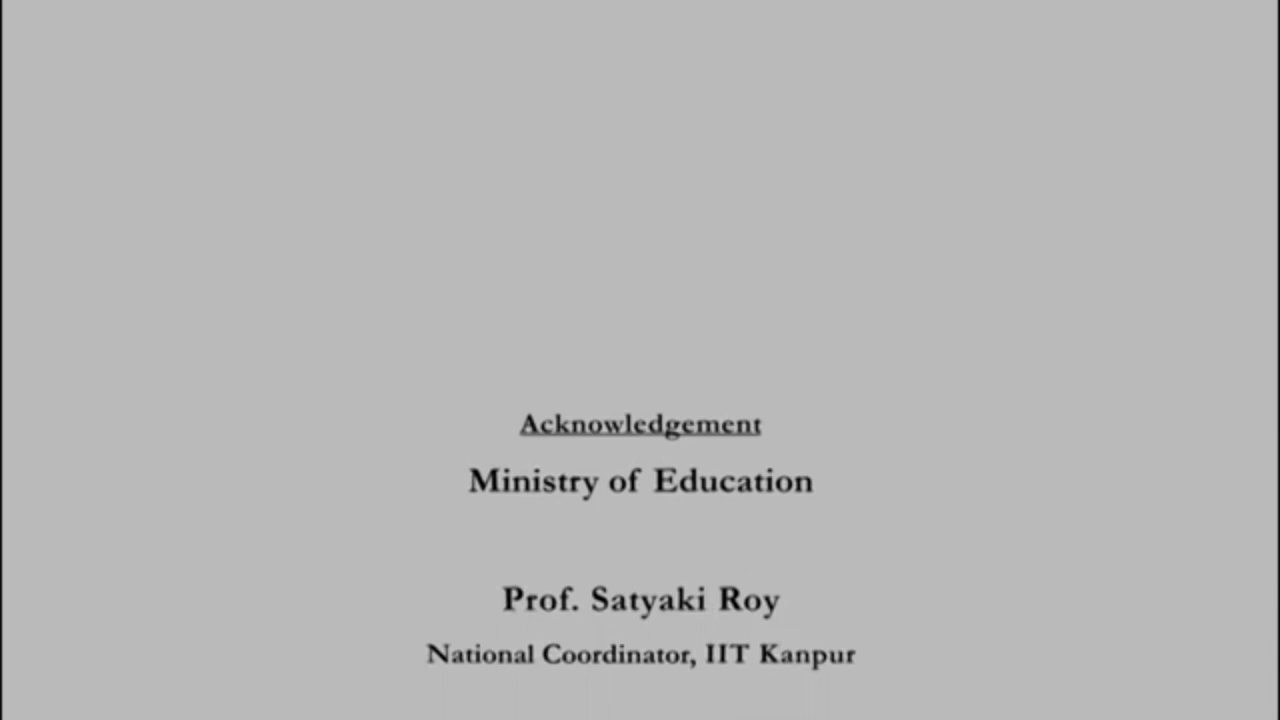 Acknowledgement
Ministry of Education
Prof. Satyaki Roy
National Coordinator, IIT Kanpur